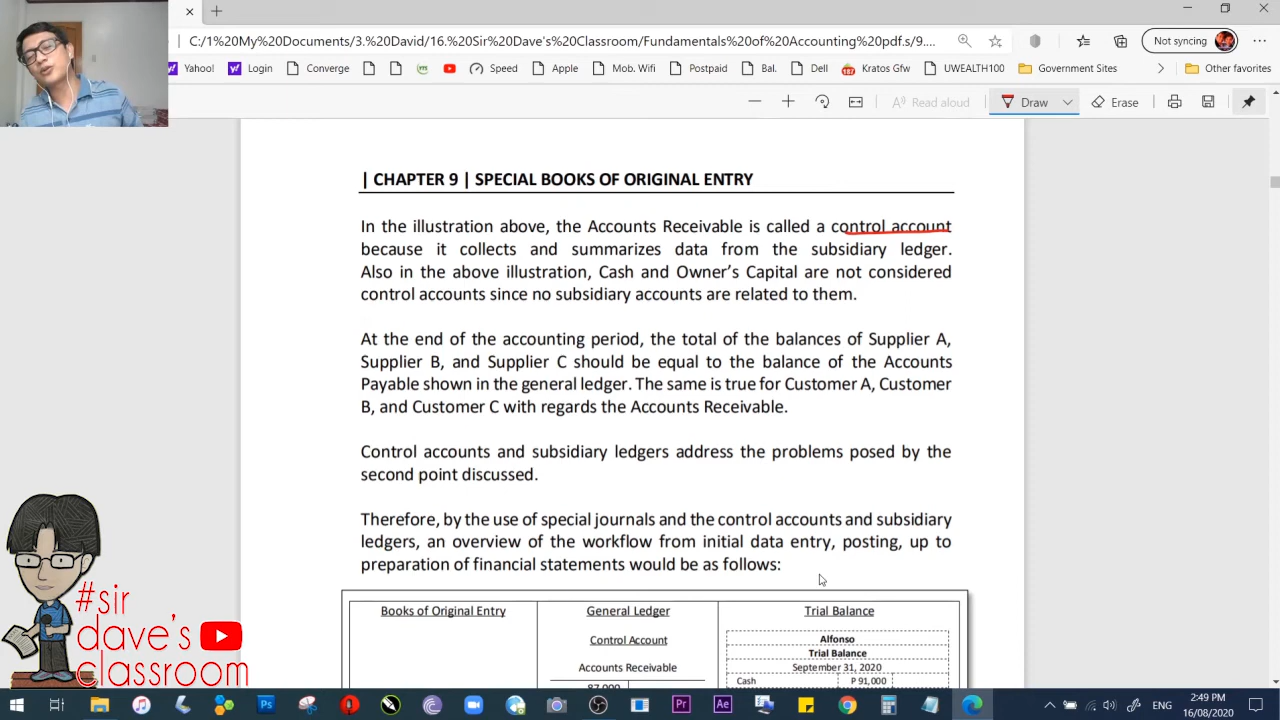 C:/1%20My%20Documents/3.%20David/16.%20Sir%20Dave's%20Classroom/Fundamentals%20of%20Accounting%20pdf.s/9....
Not syncing
Yahoo!
Login
Converge
Speed
Apple
Mob. Wifi
Postpaid
Bal.
Dell
Kratos Gfw
UWEALTH100
Government Sites
Other favorites
Read aloud
Draw
Erase
| CHAPTER 9 | SPECIAL BOOKS OF ORIGINAL ENTRY
In the illustration above, the Accounts Receivable is called a control account
because it collects and summarizes data from the subsidiary ledger.
Also in the above illustration, Cash and Owner's Capital are not considered
control accounts since no subsidiary accounts are related to them.
At the end of the accounting period, the total of the balances of Supplier A,
Supplier B, and Supplier C should be equal to the balance of the Accounts
Payable shown in the general ledger. The same is true for Customer A, Customer
B, and Customer C with regards the Accounts Receivable.
Control accounts and subsidiary ledgers address the problems posed by the
second point discussed.
Therefore, by the use of special journals and the control accounts and subsidiary
ledgers, an overview of the workflow from initial data entry, posting, up to
preparation of financial statements would be as follows:
Books of Original Entry
General Ledger
Trial Balance
Control Account
Alfonso
Trial Balance
Accounts Receivable
September 31, 2020
Cash
P 91,000
87,000
#sir
dave's
classroom
ENG
2:49 PM
16/08/2020